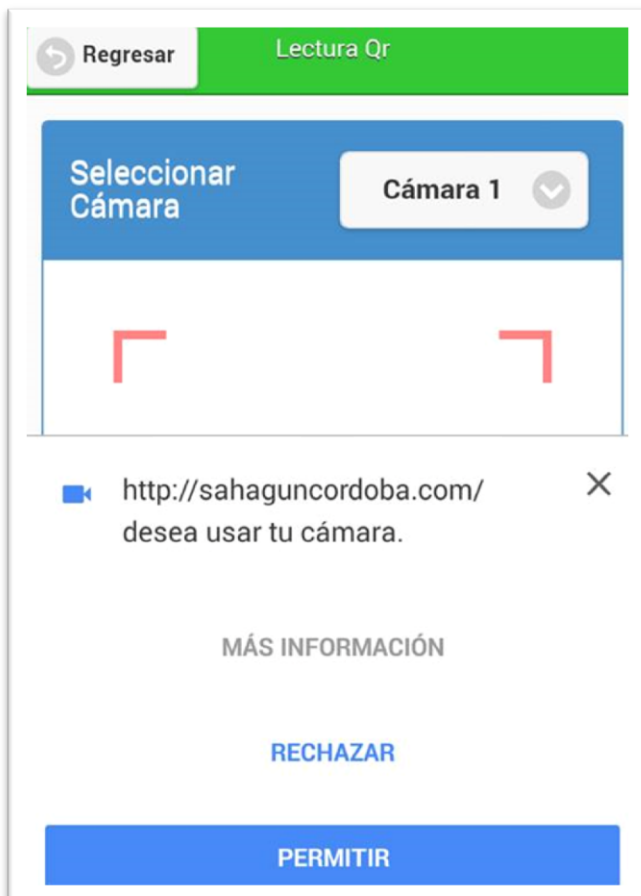 Regresar
Lectura Qr
Seleccionar
Cámara
Cámara 1
http://sahaguncordoba.com/
desea usar tu cámara.
MÁS INFORMACIÓN
RECHAZAR
PERMITIR